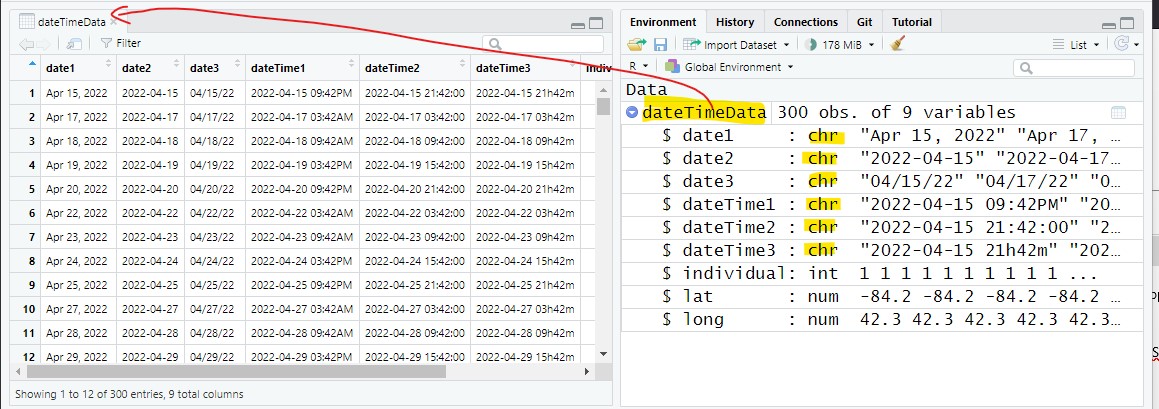 dateTimeData
Filter
date1 date2 date3 dateTime1 dateTime2 dateTime3 indiv
1 Apr 15, 2022 2022-04-15 04/15/22 2022-04-15 09:42PM 2022-04-15 21:42:00 2022-04-15 21h42m
2 Apr 17, 2022 2022-04-17 04/17/22 2022-04-17 03:42AM 2022-04-17 03:42:00 2022-04-17 03h42m
3 Apr 18, 2022 2022-04-18 04/18/22 2022-04-18 09:42AM 2022-04-18 09:42:00 2022-04-18 09h42m
4 Apr 19, 2022 2022-04-19 04/19/22 2022-04-19 03:42PM 2022-04-19 15:42:00 2022-04-19 15h42m
5 Apr 20, 2022 2022-04-20 04/20/22 2022-04-20 09:42PM 2022-04-20 21:42:00 2022-04-20 21h42m
6 Apr 22, 2022 2022-04-22 04/22/22 2022-04-22 03:42AM 2022-04-22 03:42:00 2022-04-22 03h42m
7 Apr 23, 2022 2022-04-23 04/23/22 2022-04-23 09:42AM 2022-04-23 09:42:00 2022-04-23 09h42m
8 Apr 24, 2022 2022-04-24 04/24/22 2022-04-24 03:42PM 2022-04-24 15:42:00 2022-04-24 15h42m
9 Apr 25, 2022 2022-04-25 04/25/22 2022-04-25 09:42PM 2022-04-25 21:42:00 2022-04-25 21h42m
10 Apr 27, 2022 2022-04-27 04/27/22 2022-04-27 03:42AM 2022-04-27 03:42:00 2022-04-27 03h42m
11 Apr 28, 2022 2022-04-28 04/28/22 2022-04-28 09:42AM 2022-04-28 09:42:00 2022-04-28 09h42m
12 Apr 29, 2022 2022-04-29 04/29/22 2022-04-29 03:42PM 2022-04-29 15:42:00 2022-04-29 15h42m
Showing 1 to 12 of 300 entries, 9 total columns
Environment History Connections Git Tutorial
Import Dataset 178 MiB List
R Global Environment
Data
dateTimeData 300 obs. of 9 variables
$ date1 : chr "Apr 15, 2022" "Apr 17, …
$ date2 : chr "2022-04-15" "2022-04-17…
$ date3 : chr "04/15/22" "04/17/22" "0…
$ dateTime1 : chr "2022-04-15 09:42PM" "20…
$ dateTime2 : chr "2022-04-15 21:42:00" "2…
$ dateTime3 : chr "2022-04-15 21h42m" "202…
$ individual: int 1 1 1 1 1 1 1 1 1 1 ...
$ lat : num -84.2 -84.2 -84.2 -84.2 …
$ long : num 42.3 42.3 42.3 42.3 42.3…